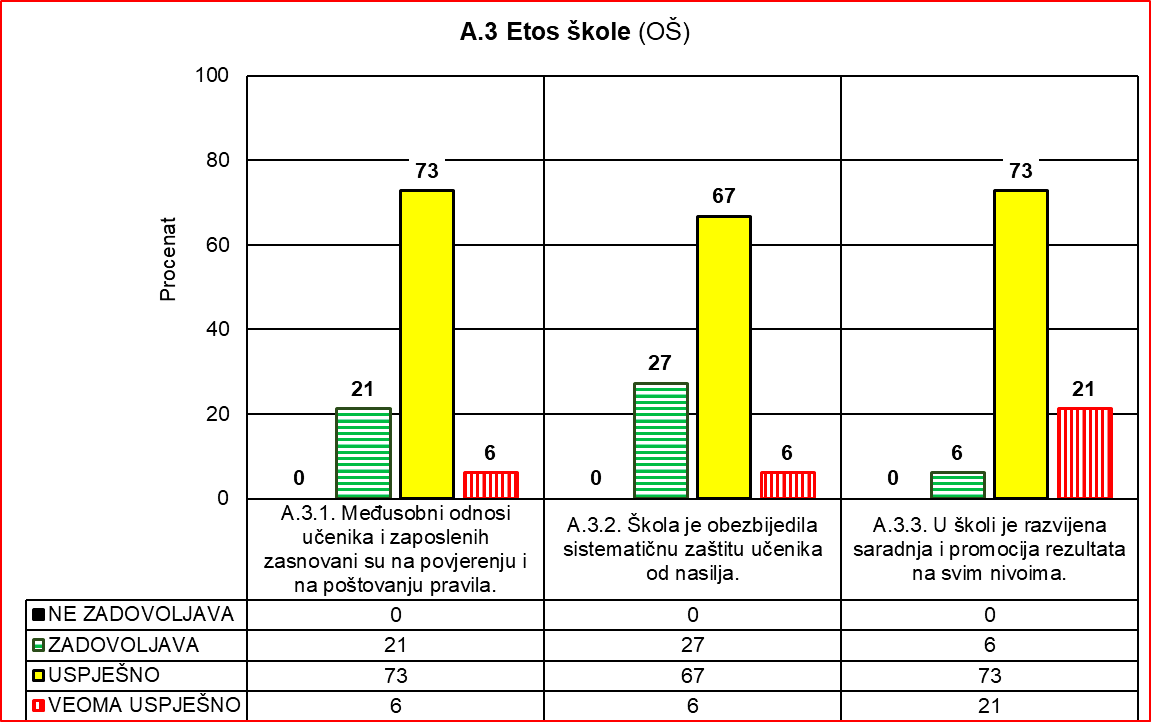 A.3 Etos škole (OŠ)
Procenat
100
80
60
40
20
0
0
21
73
6
0
27
67
6
0
6
73
21
A.3.1. Međusobni odnosi
učenika i zaposlenih
zasnovani su na povjerenju i
na poštovanju pravila.
A.3.2. Škola je obezbijedila
sistematičnu zaštitu učenika
od nasilja.
A.3.3. U školi je razvijena
saradnja i promocija rezultata
na svim nivoima.
NE ZADOVOLJAVA 0 0 0
ZADOVOLJAVA 21 27 6
USPJEŠNO 73 67 73
VEOMA USPJEŠNO 6 6 21